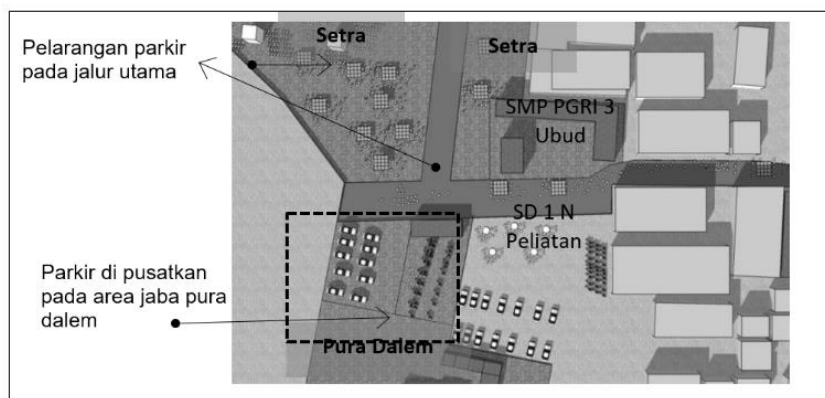 Pelarangan parkir
pada jalur utama
Setra
Setra
SMP PGRI 3
Ubud
SD 1 N
Peliatan
Parkir di pusatkan
pada area jaba pura
dalem
Pura Dalem